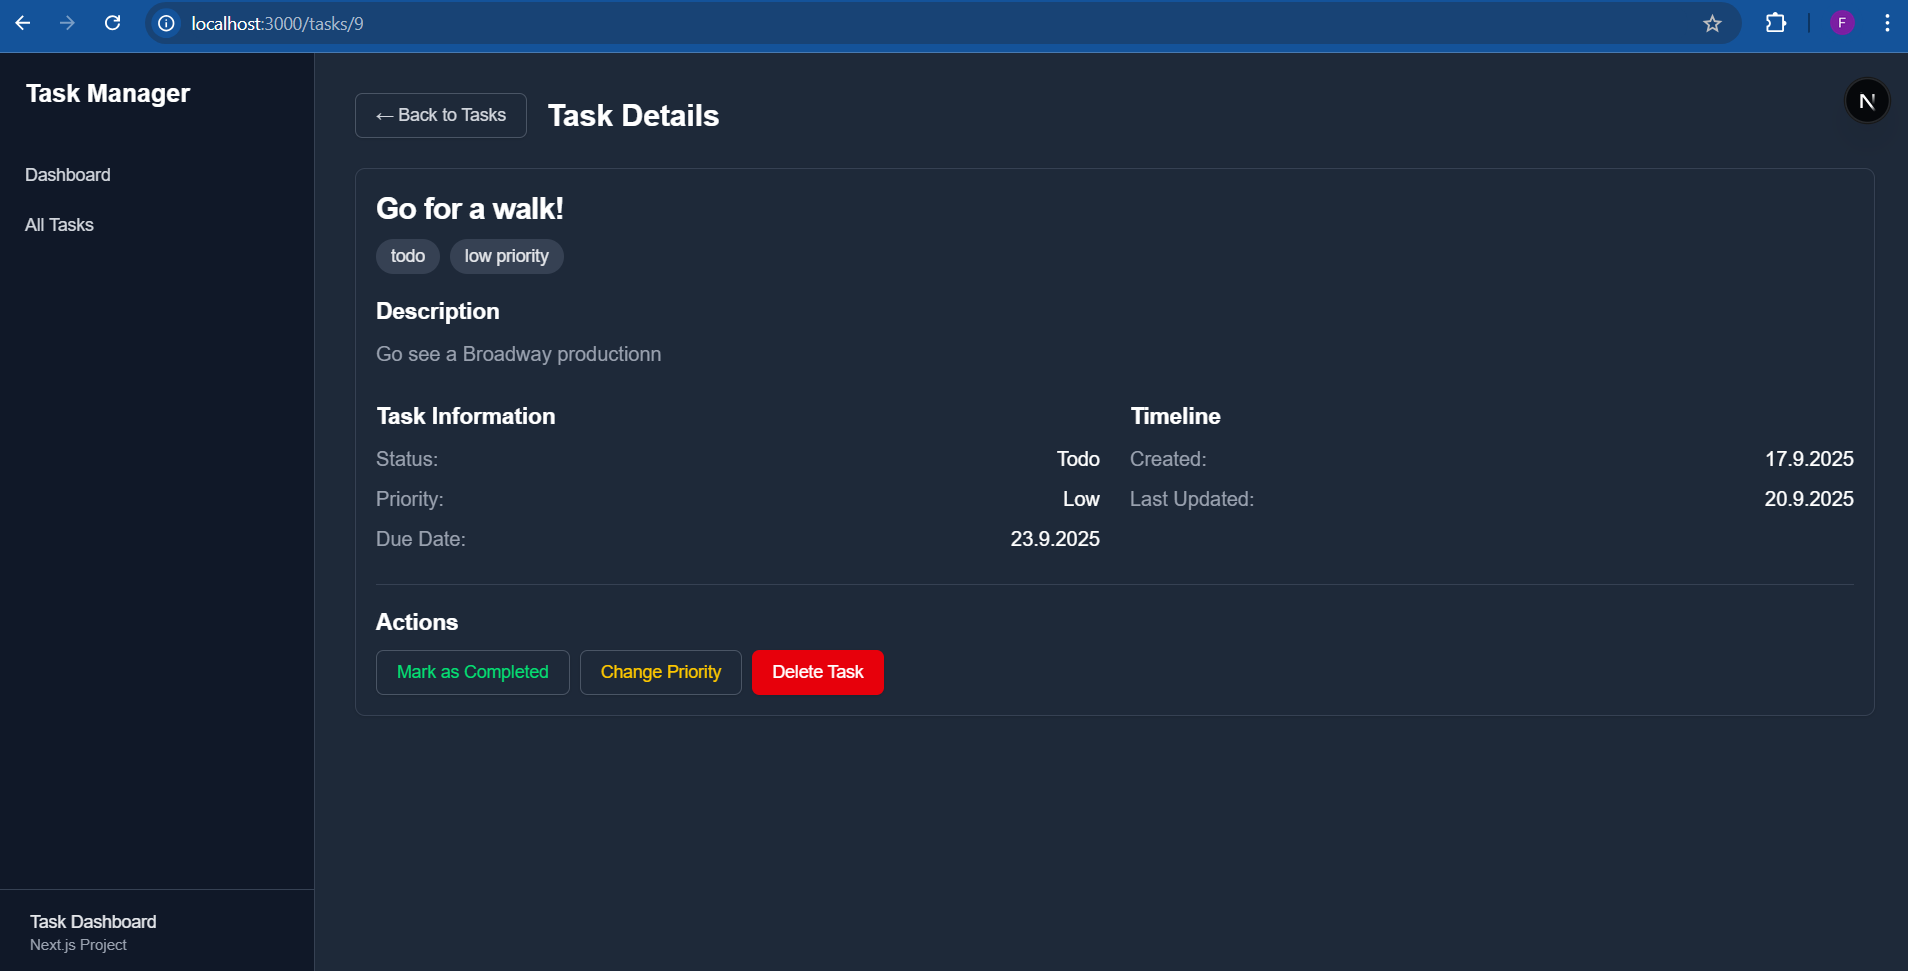 localhost:3000/tasks/9
F
Task Manager
Dashboard
All Tasks
← Back to Tasks
Task Details
N
Go for a walk!
todo
low priority
Description
Go see a Broadway productionn
Task Information
Status: Todo
Priority: Low
Due Date: 23.9.2025
Timeline
Created: 17.9.2025
Last Updated: 20.9.2025
Actions
Mark as Completed
Change Priority
Delete Task
Task Dashboard
Next.js Project